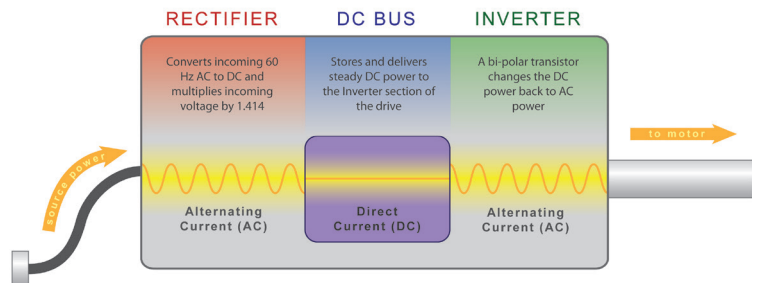 RECTIFIER
DC BUS
INVERTER
Converts incoming 60
Hz AC to DC and
multiplies incoming
voltage by 1.414
Stores and delivers
steady DC power to
the Inverter section of
the drive
A bi-polar transistor
changes the DC
power back to AC
power
source power
to motor
Alternating
Current (AC)
Direct
Current (DC)
Alternating
Current (AC)